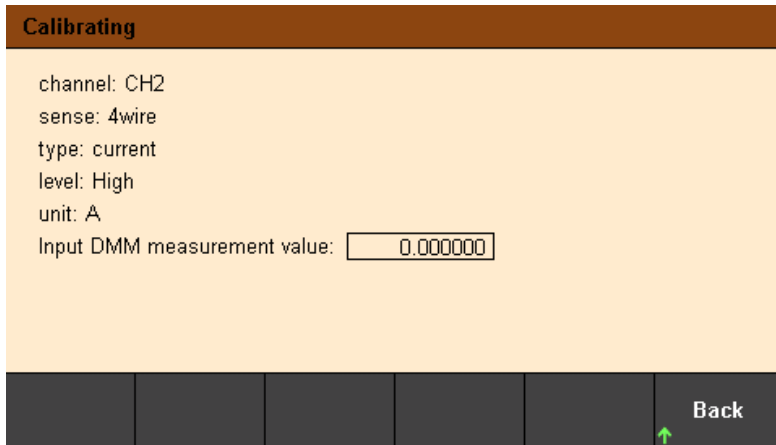 Calibrating
channel: CH2
sense: 4wire
type: current
level: High
unit: A
Input DMM measurement value: 0.000000
Back